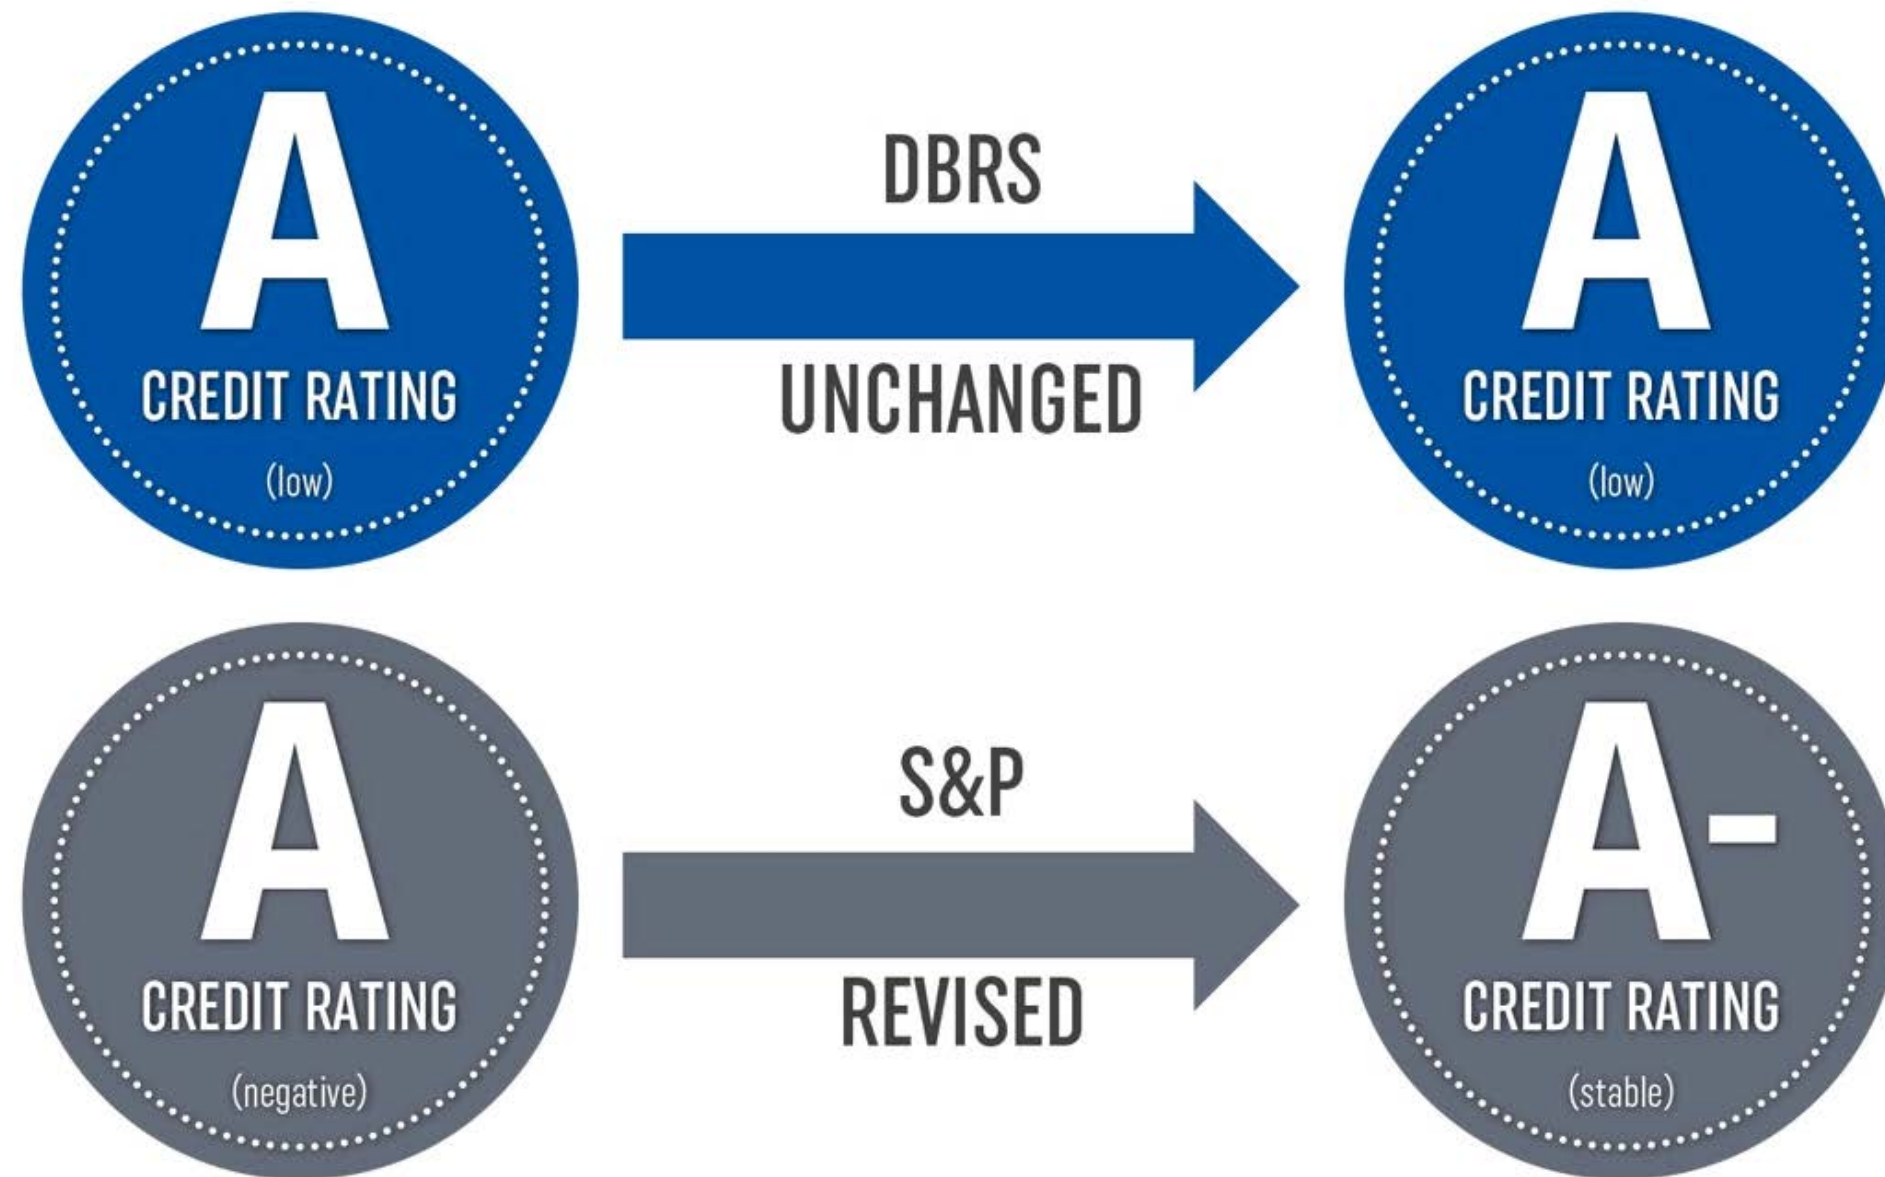 A
CREDIT RATING
(low)
DBRS
UNCHANGED
A
CREDIT RATING
(low)
A
CREDIT RATING
(negative)
S&P
REVISED
A-
CREDIT RATING
(stable)